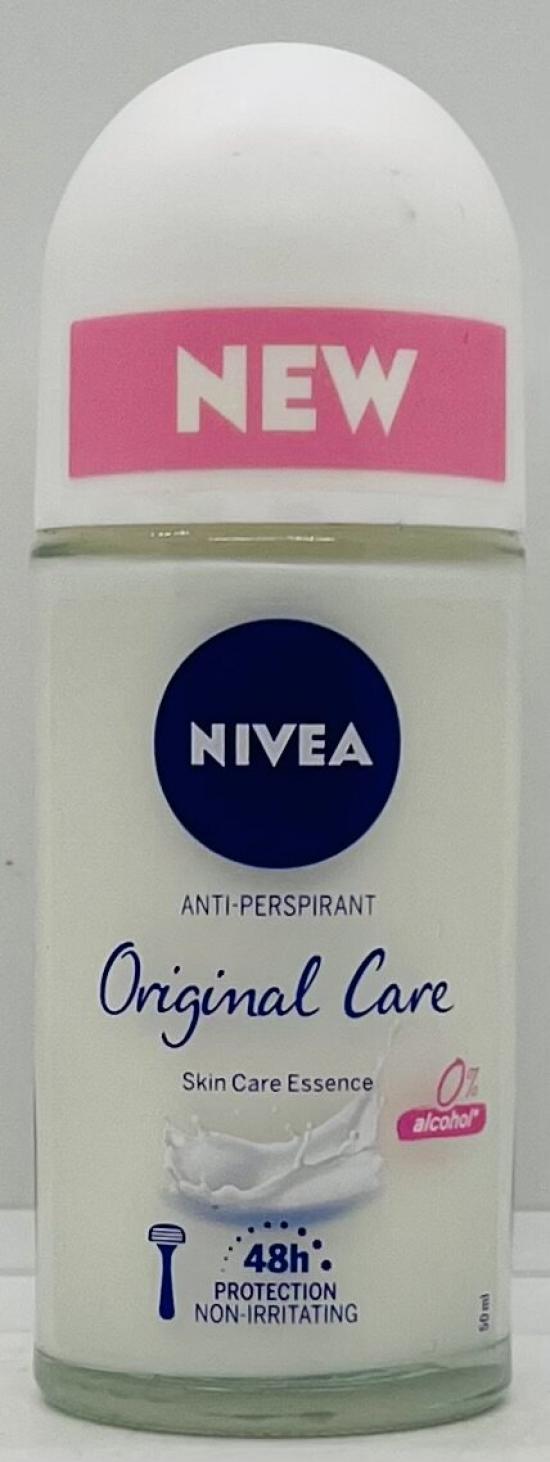 NEW
NIVEA
ANTI-PERSPIRANT
Original Care
Skin Care Essence
0%
alcohol*
48h
PROTECTION
NON-IRRITATING
50 ml